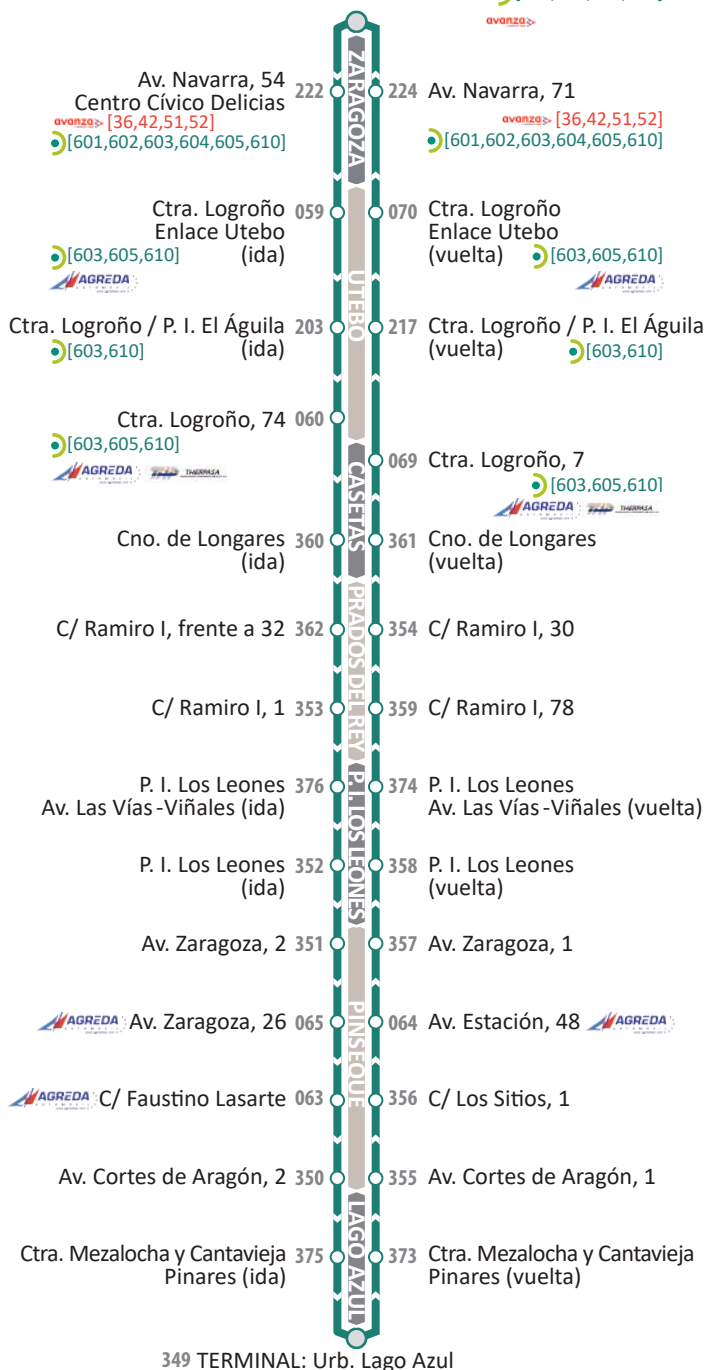 avanza
ZARAGOZA
Av. Navarra, 54
Centro Cívico Delicias
222
avanza [36,42,51,52]
[601,602,603,604,605,610]
224 Av. Navarra, 71
avanza [36,42,51,52]
[601,602,603,604,605,610]
UTEBO
Ctra. Logroño 059
Enlace Utebo
(ida)
[603,605,610]
AGREDA
070 Ctra. Logroño
Enlace Utebo
(vuelta)
[603,605,610]
AGREDA
Ctra. Logroño / P. I. El Águila 203
(ida)
[603,610]
217 Ctra. Logroño / P. I. El Águila
(vuelta)
[603,610]
Ctra. Logroño, 74 060
[603,605,610]
AGREDA THERPASA
CASETAS
069 Ctra. Logroño, 7
[603,605,610]
AGREDA THERPASA
Cno. de Longares 360
(ida)
361 Cno. de Longares
(vuelta)
PRADOS DEL REY
C/ Ramiro I, frente a 32 362
354 C/ Ramiro I, 30
C/ Ramiro I, 1 353
359 C/ Ramiro I, 78
P. I. LOS LEONES
P. I. Los Leones 376
Av. Las Vías-Viñales (ida)
374 P. I. Los Leones
Av. Las Vías-Viñales (vuelta)
P. I. Los Leones 352
(ida)
358 P. I. Los Leones
(vuelta)
PINSEQUE
Av. Zaragoza, 2 351
357 Av. Zaragoza, 1
AGREDA Av. Zaragoza, 26 065
064 Av. Estación, 48 AGREDA
AGREDA C/ Faustino Lasarte 063
356 C/ Los Sitios, 1
Av. Cortes de Aragón, 2 350
355 Av. Cortes de Aragón, 1
LAGO AZUL
Ctra. Mezalocha y Cantavieja 375
Pinares (ida)
373 Ctra. Mezalocha y Cantavieja
Pinares (vuelta)
349 TERMINAL: Urb. Lago Azul